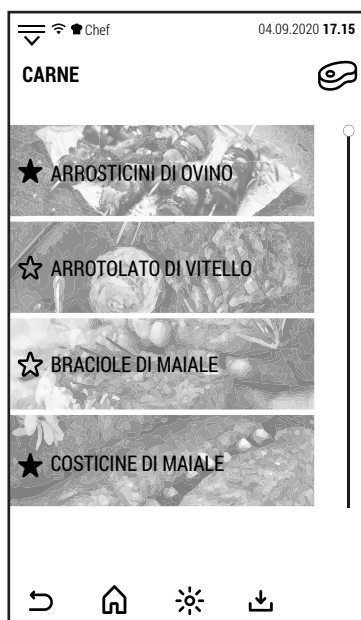 Chef 04.09.2020 17.15
CARNE
ARROSTICINI DI OVINO
ARROTOLATO DI VITELLO
BRACIOLE DI MAIALE
COSTICINE DI MAIALE